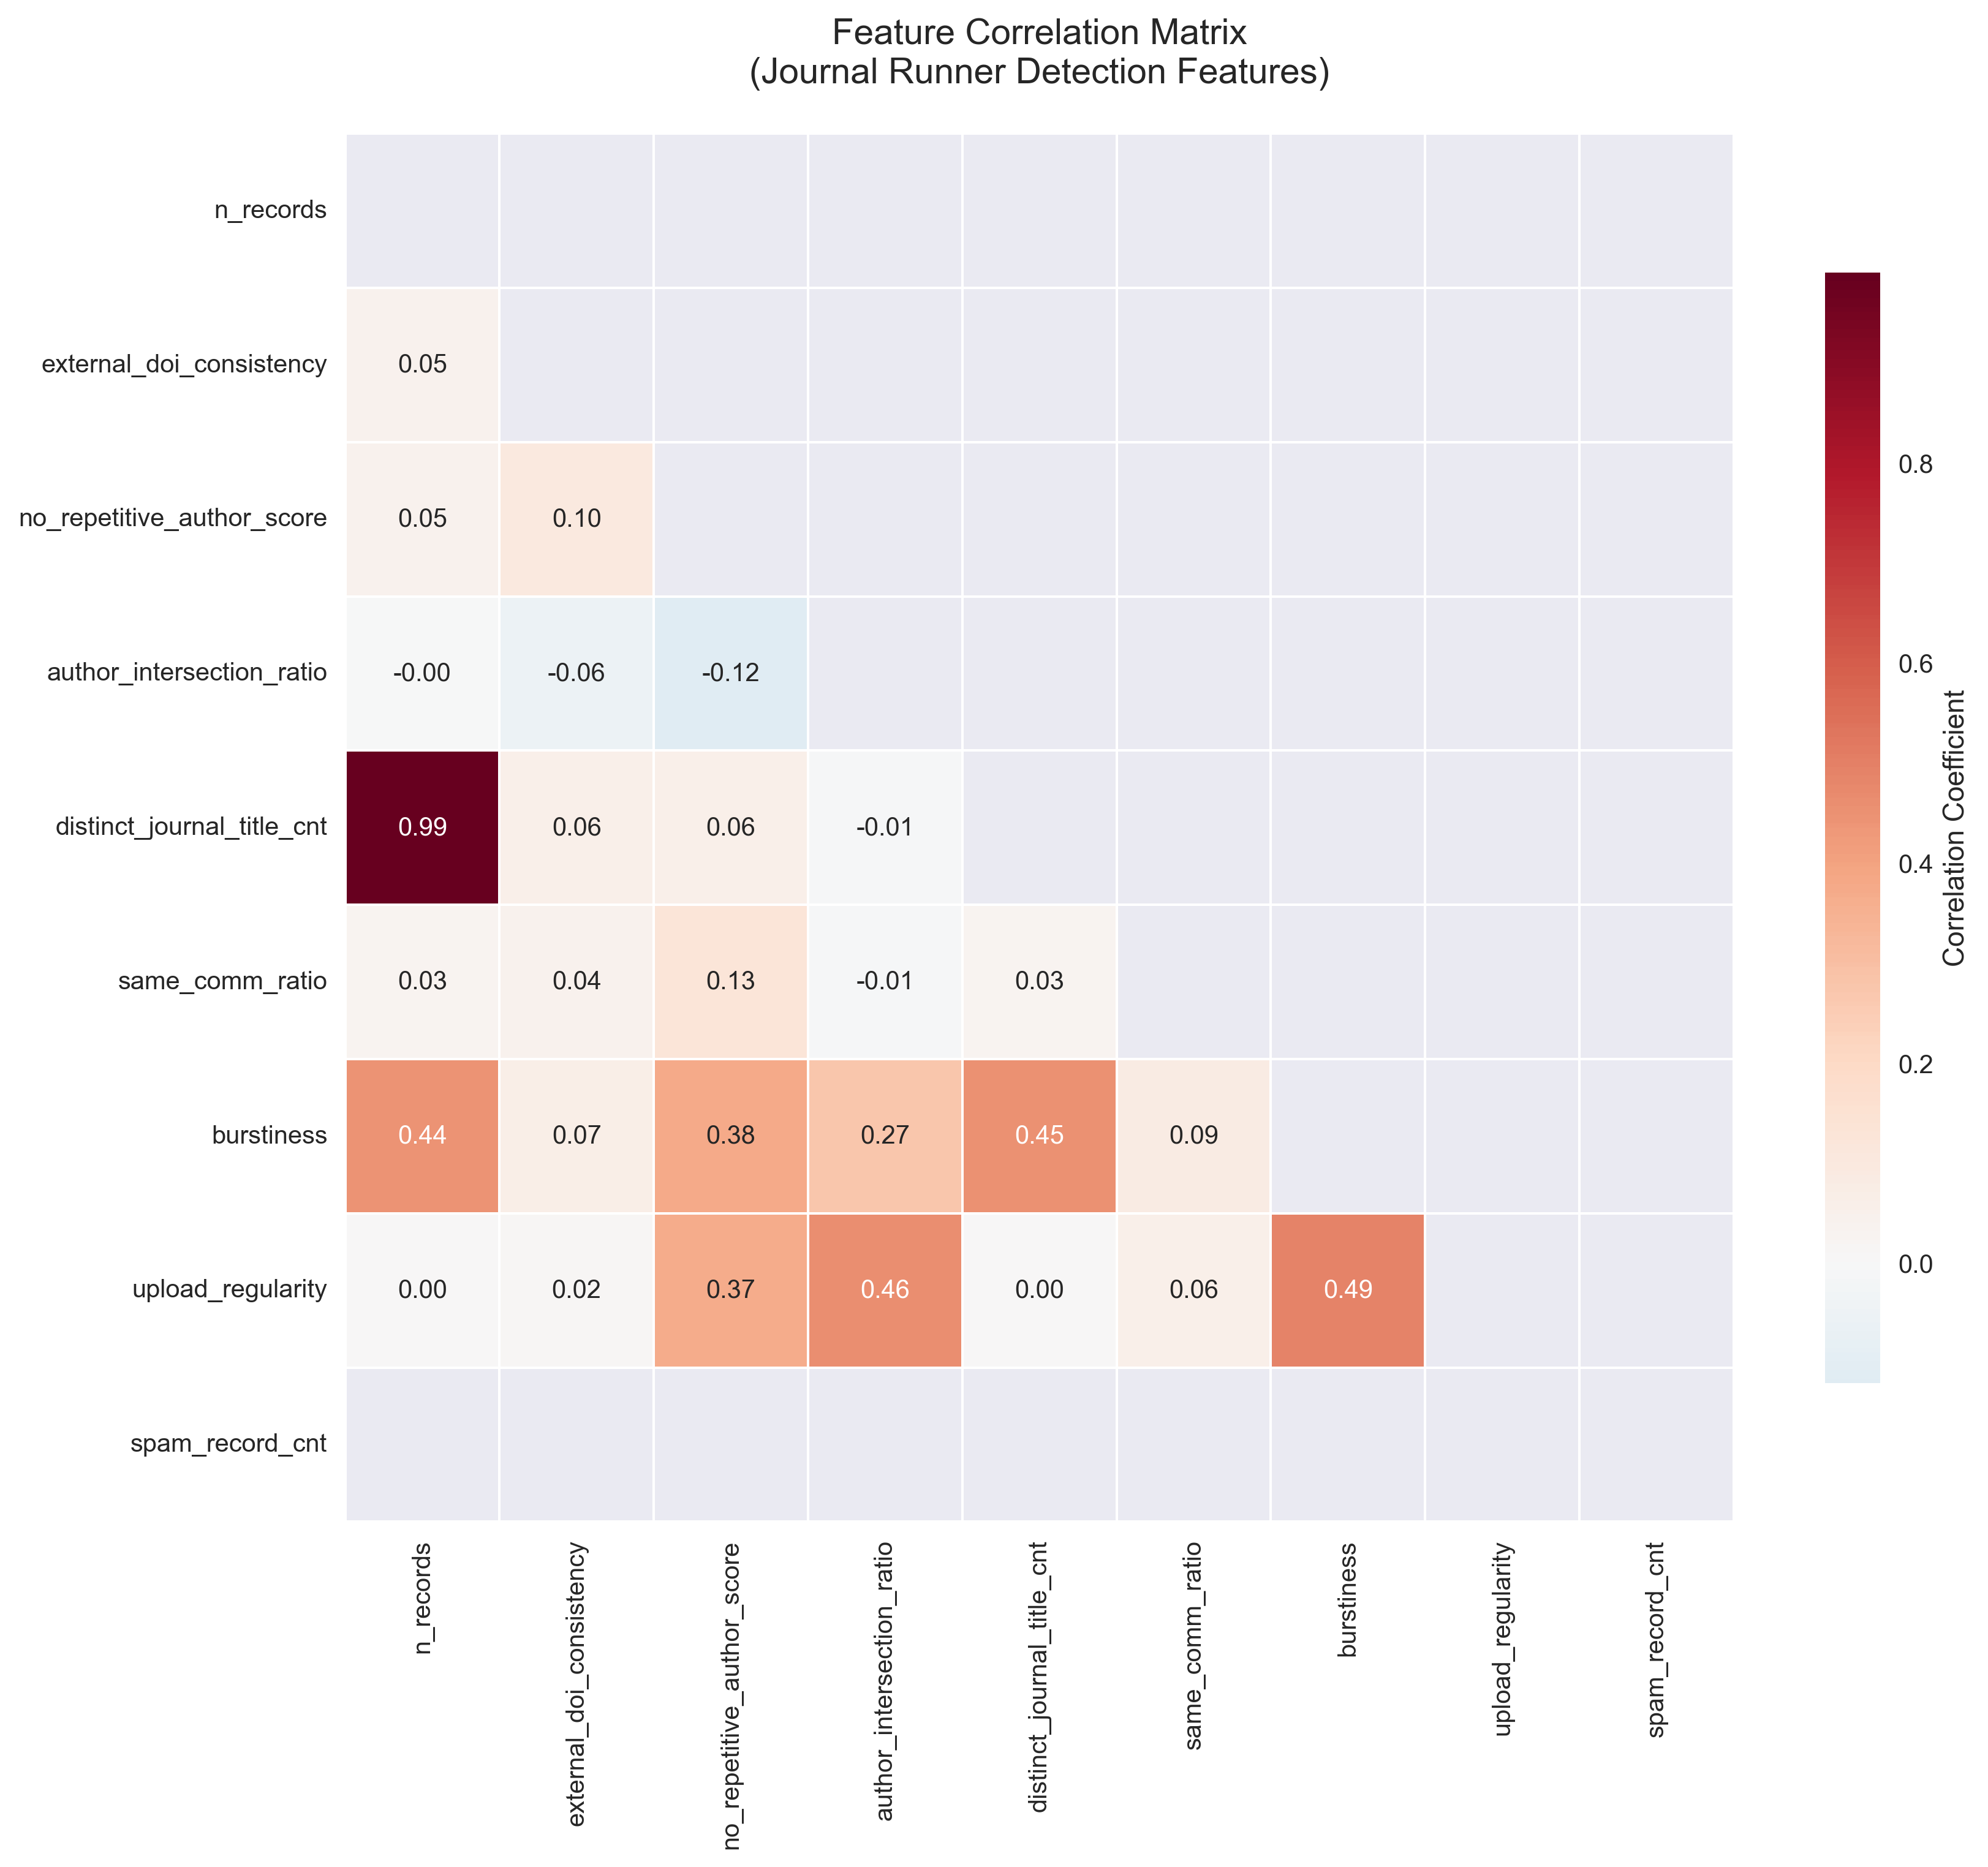 Feature Correlation Matrix
(Journal Runner Detection Features)
n_records
external_doi_consistency
0.05
no_repetitive_author_score
0.05 0.10
author_intersection_ratio
-0.00 -0.06 -0.12
distinct_journal_title_cnt
0.99 0.06 0.06 -0.01
same_comm_ratio
0.03 0.04 0.13 -0.01 0.03
burstiness
0.44 0.07 0.38 0.27 0.45 0.09
upload_regularity
0.00 0.02 0.37 0.46 0.00 0.06 0.49
spam_record_cnt
n_records
external_doi_consistency
no_repetitive_author_score
author_intersection_ratio
distinct_journal_title_cnt
same_comm_ratio
burstiness
upload_regularity
spam_record_cnt
0.8
0.6
0.4
0.2
0.0
Correlation Coefficient